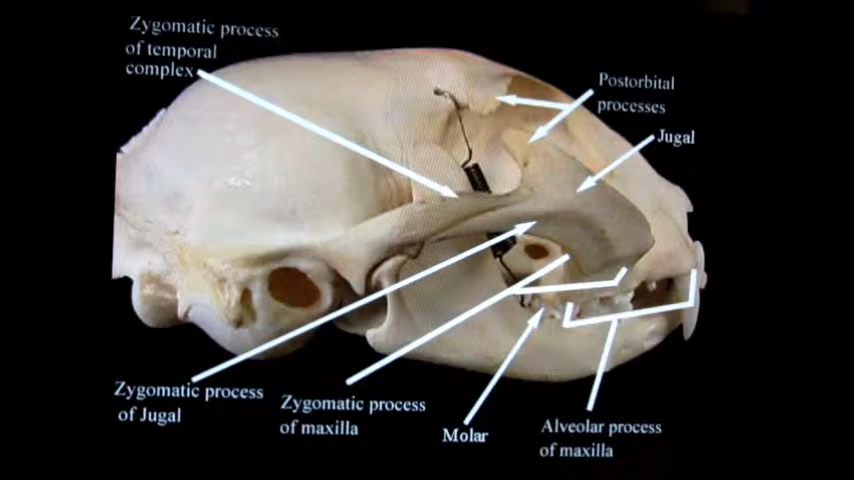 Zygomatic process
of temporal
complex
Postorbital
processes
Jugal
Zygomatic process
of Jugal
Zygomatic process
of maxilla
Molar
Alveolar process
of maxilla